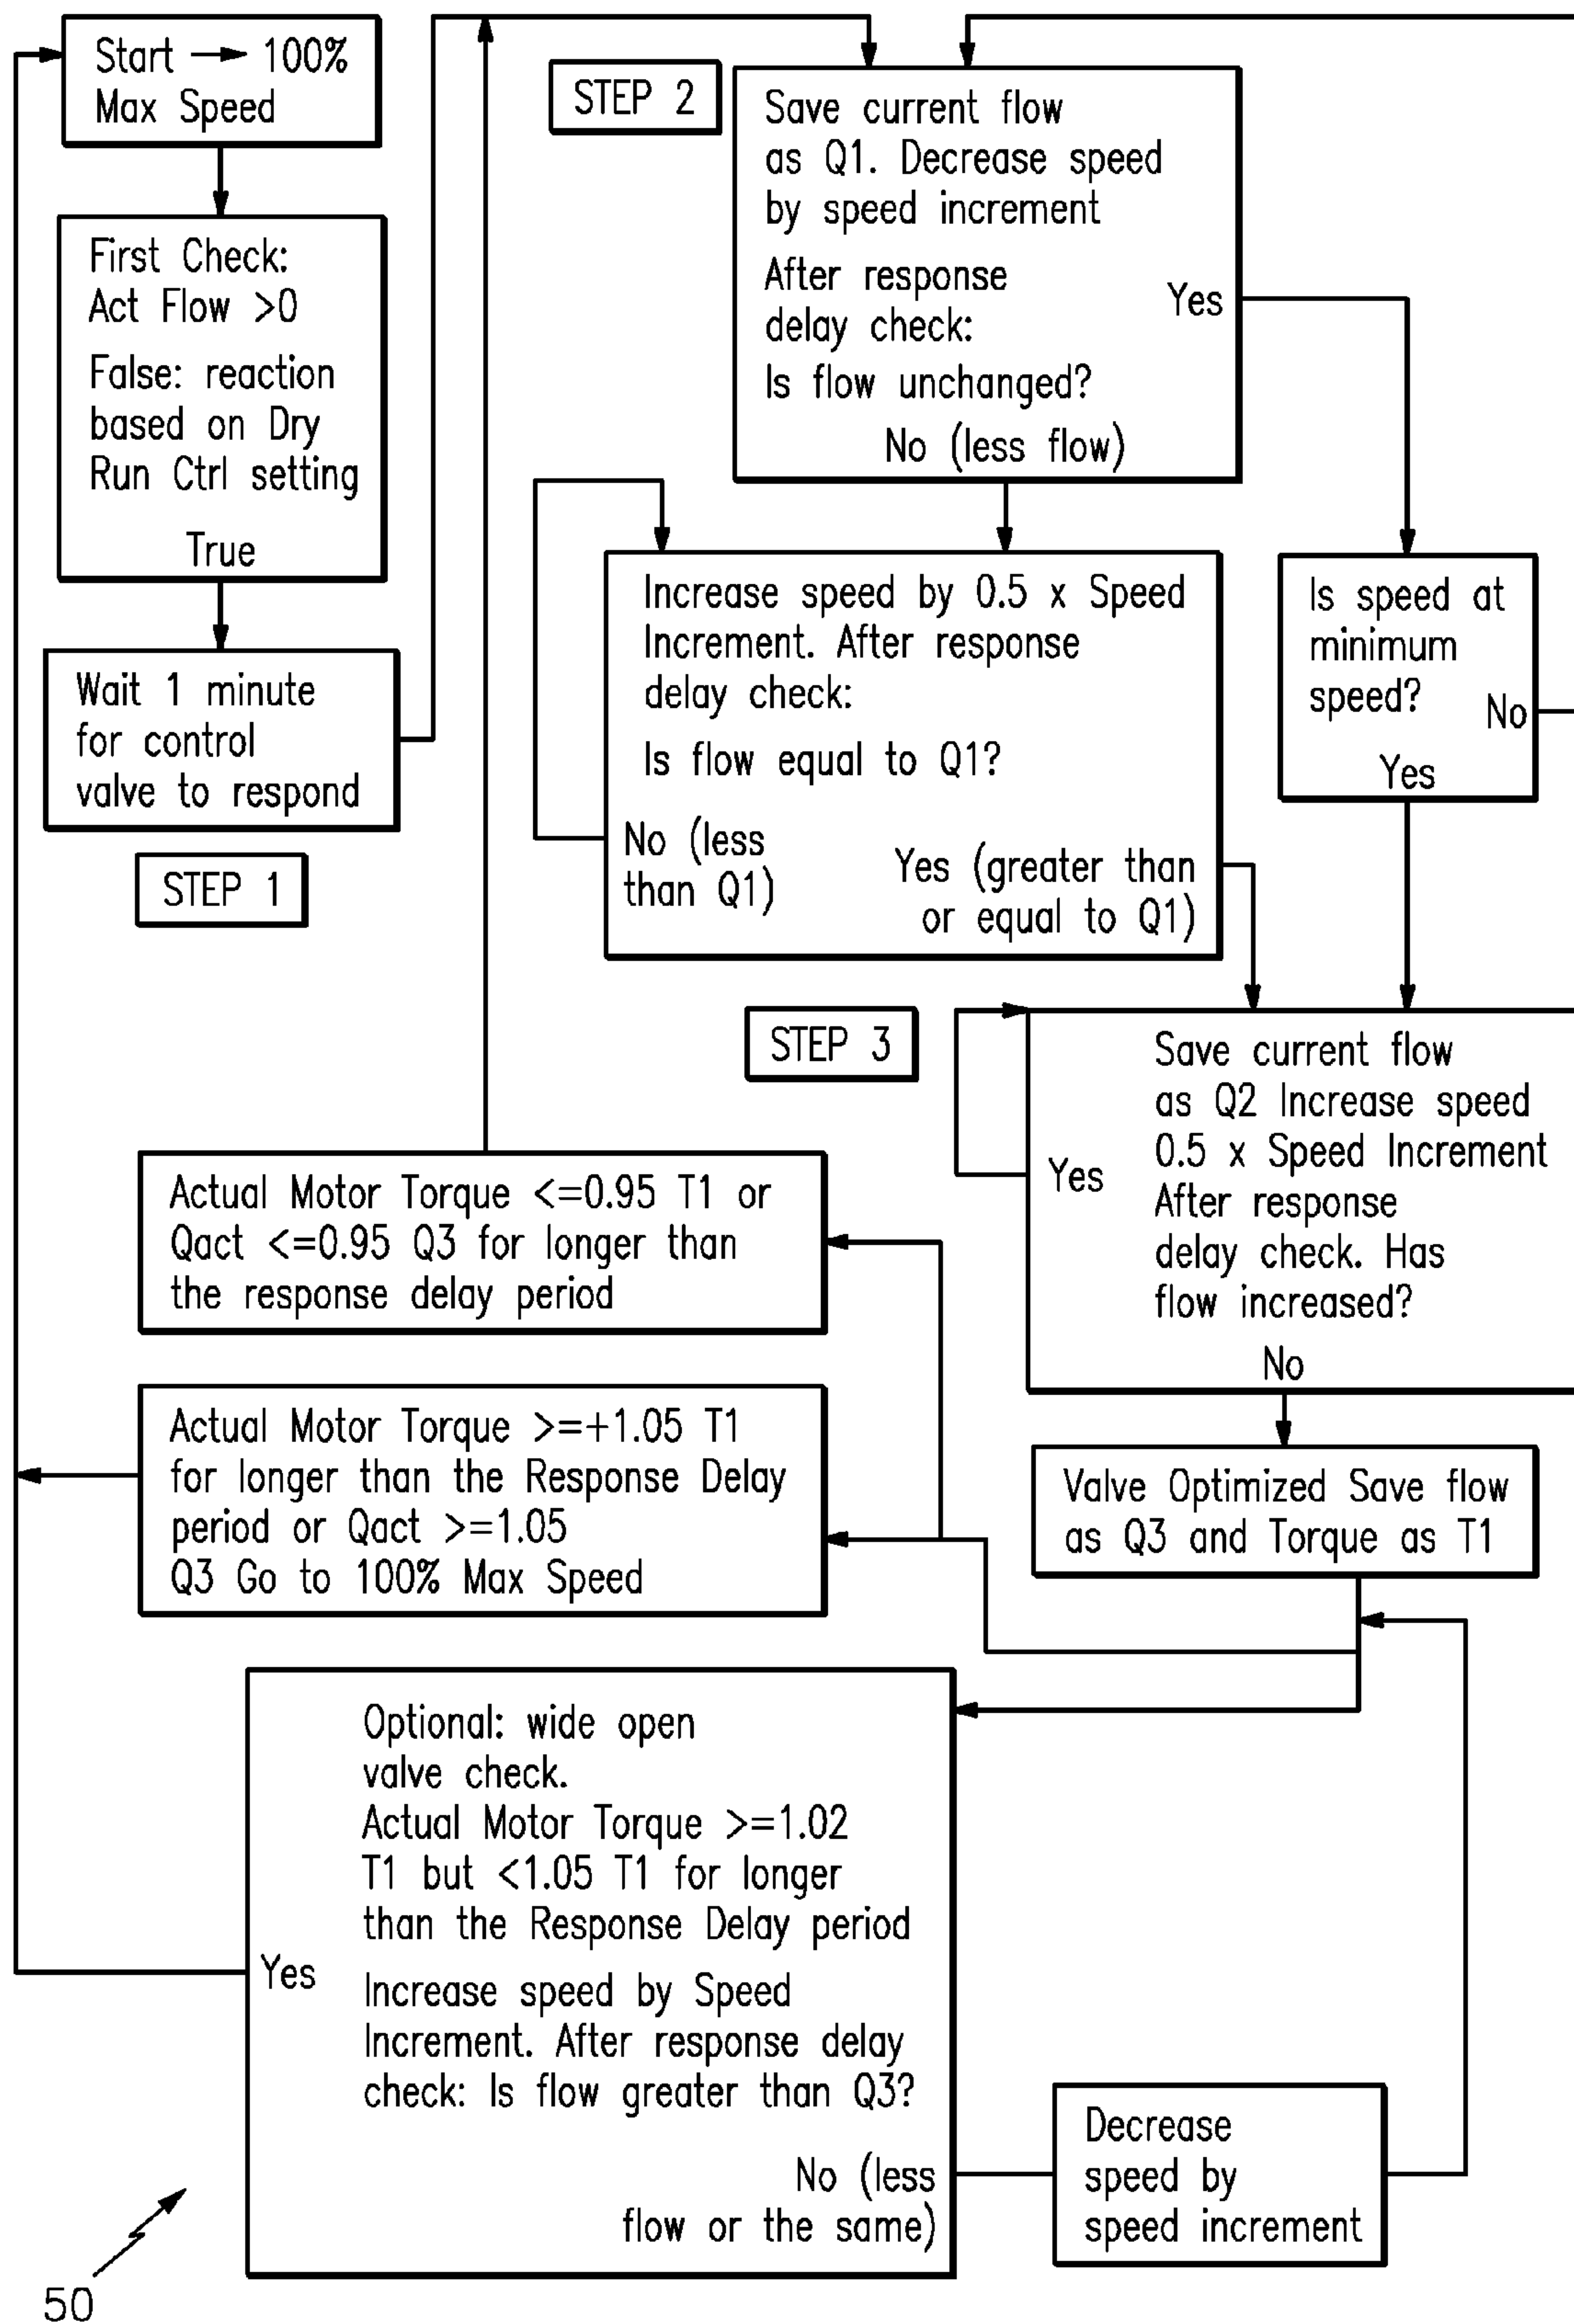 Start → 100%
Max Speed
First Check:
Act Flow >0
False: reaction
based on Dry
Run Ctrl setting
True
Wait 1 minute
for control
valve to respond
STEP 1
STEP 2
Save current flow
as Q1. Decrease speed
by speed increment
After response
delay check:
Is flow unchanged?
Yes
No (less flow)
Increase speed by 0.5 x Speed
Increment. After response
delay check:
Is flow equal to Q1?
No (less
than Q1)
Yes (greater than
or equal to Q1)
Is speed at
minimum
speed?
No
Yes
STEP 3
Save current flow
as Q2 Increase speed
0.5 x Speed Increment
After response
delay check. Has
flow increased?
Yes
No
Valve Optimized Save flow
as Q3 and Torque as T1
Actual Motor Torque <=0.95 T1 or
Qact <=0.95 Q3 for longer than
the response delay period
Actual Motor Torque >=+1.05 T1
for longer than the Response Delay
period or Qact >=1.05
Q3 Go to 100% Max Speed
Optional: wide open
valve check.
Actual Motor Torque >=1.02
T1 but <1.05 T1 for longer
than the Response Delay period
Yes
Increase speed by Speed
Increment. After response delay
check: Is flow greater than Q3?
No (less
flow or the same)
Decrease
speed by
speed increment
50